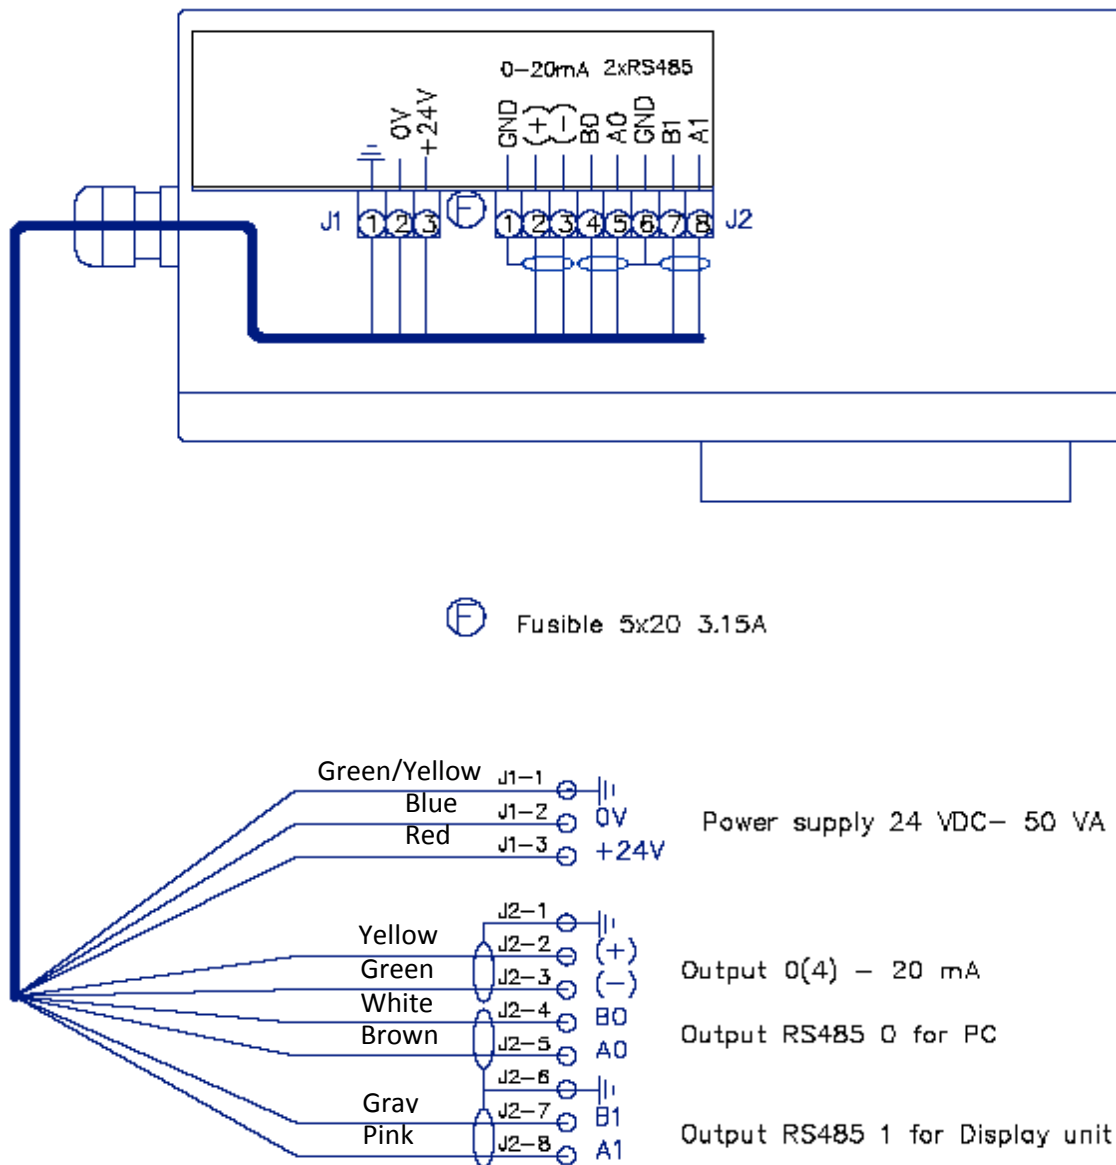 0-20mA 2xRS485
0V
+24V
GND
(+)
(-)
B0
A0
GND
B1
A1
J1 1 2 3 F 1 2 3 4 5 6 7 8 J2
F Fusible 5x20 3.15A
Green/Yellow J1-1
Blue J1-2 0V
Red J1-3 +24V
Power supply 24 VDC- 50 VA
J2-1
Yellow J2-2 (+)
Green J2-3 (-)
Output 0(4) - 20 mA
White J2-4 B0
Brown J2-5 A0
Output RS485 0 for PC
J2-6
Grav J2-7 B1
Pink J2-8 A1
Output RS485 1 for Display unit